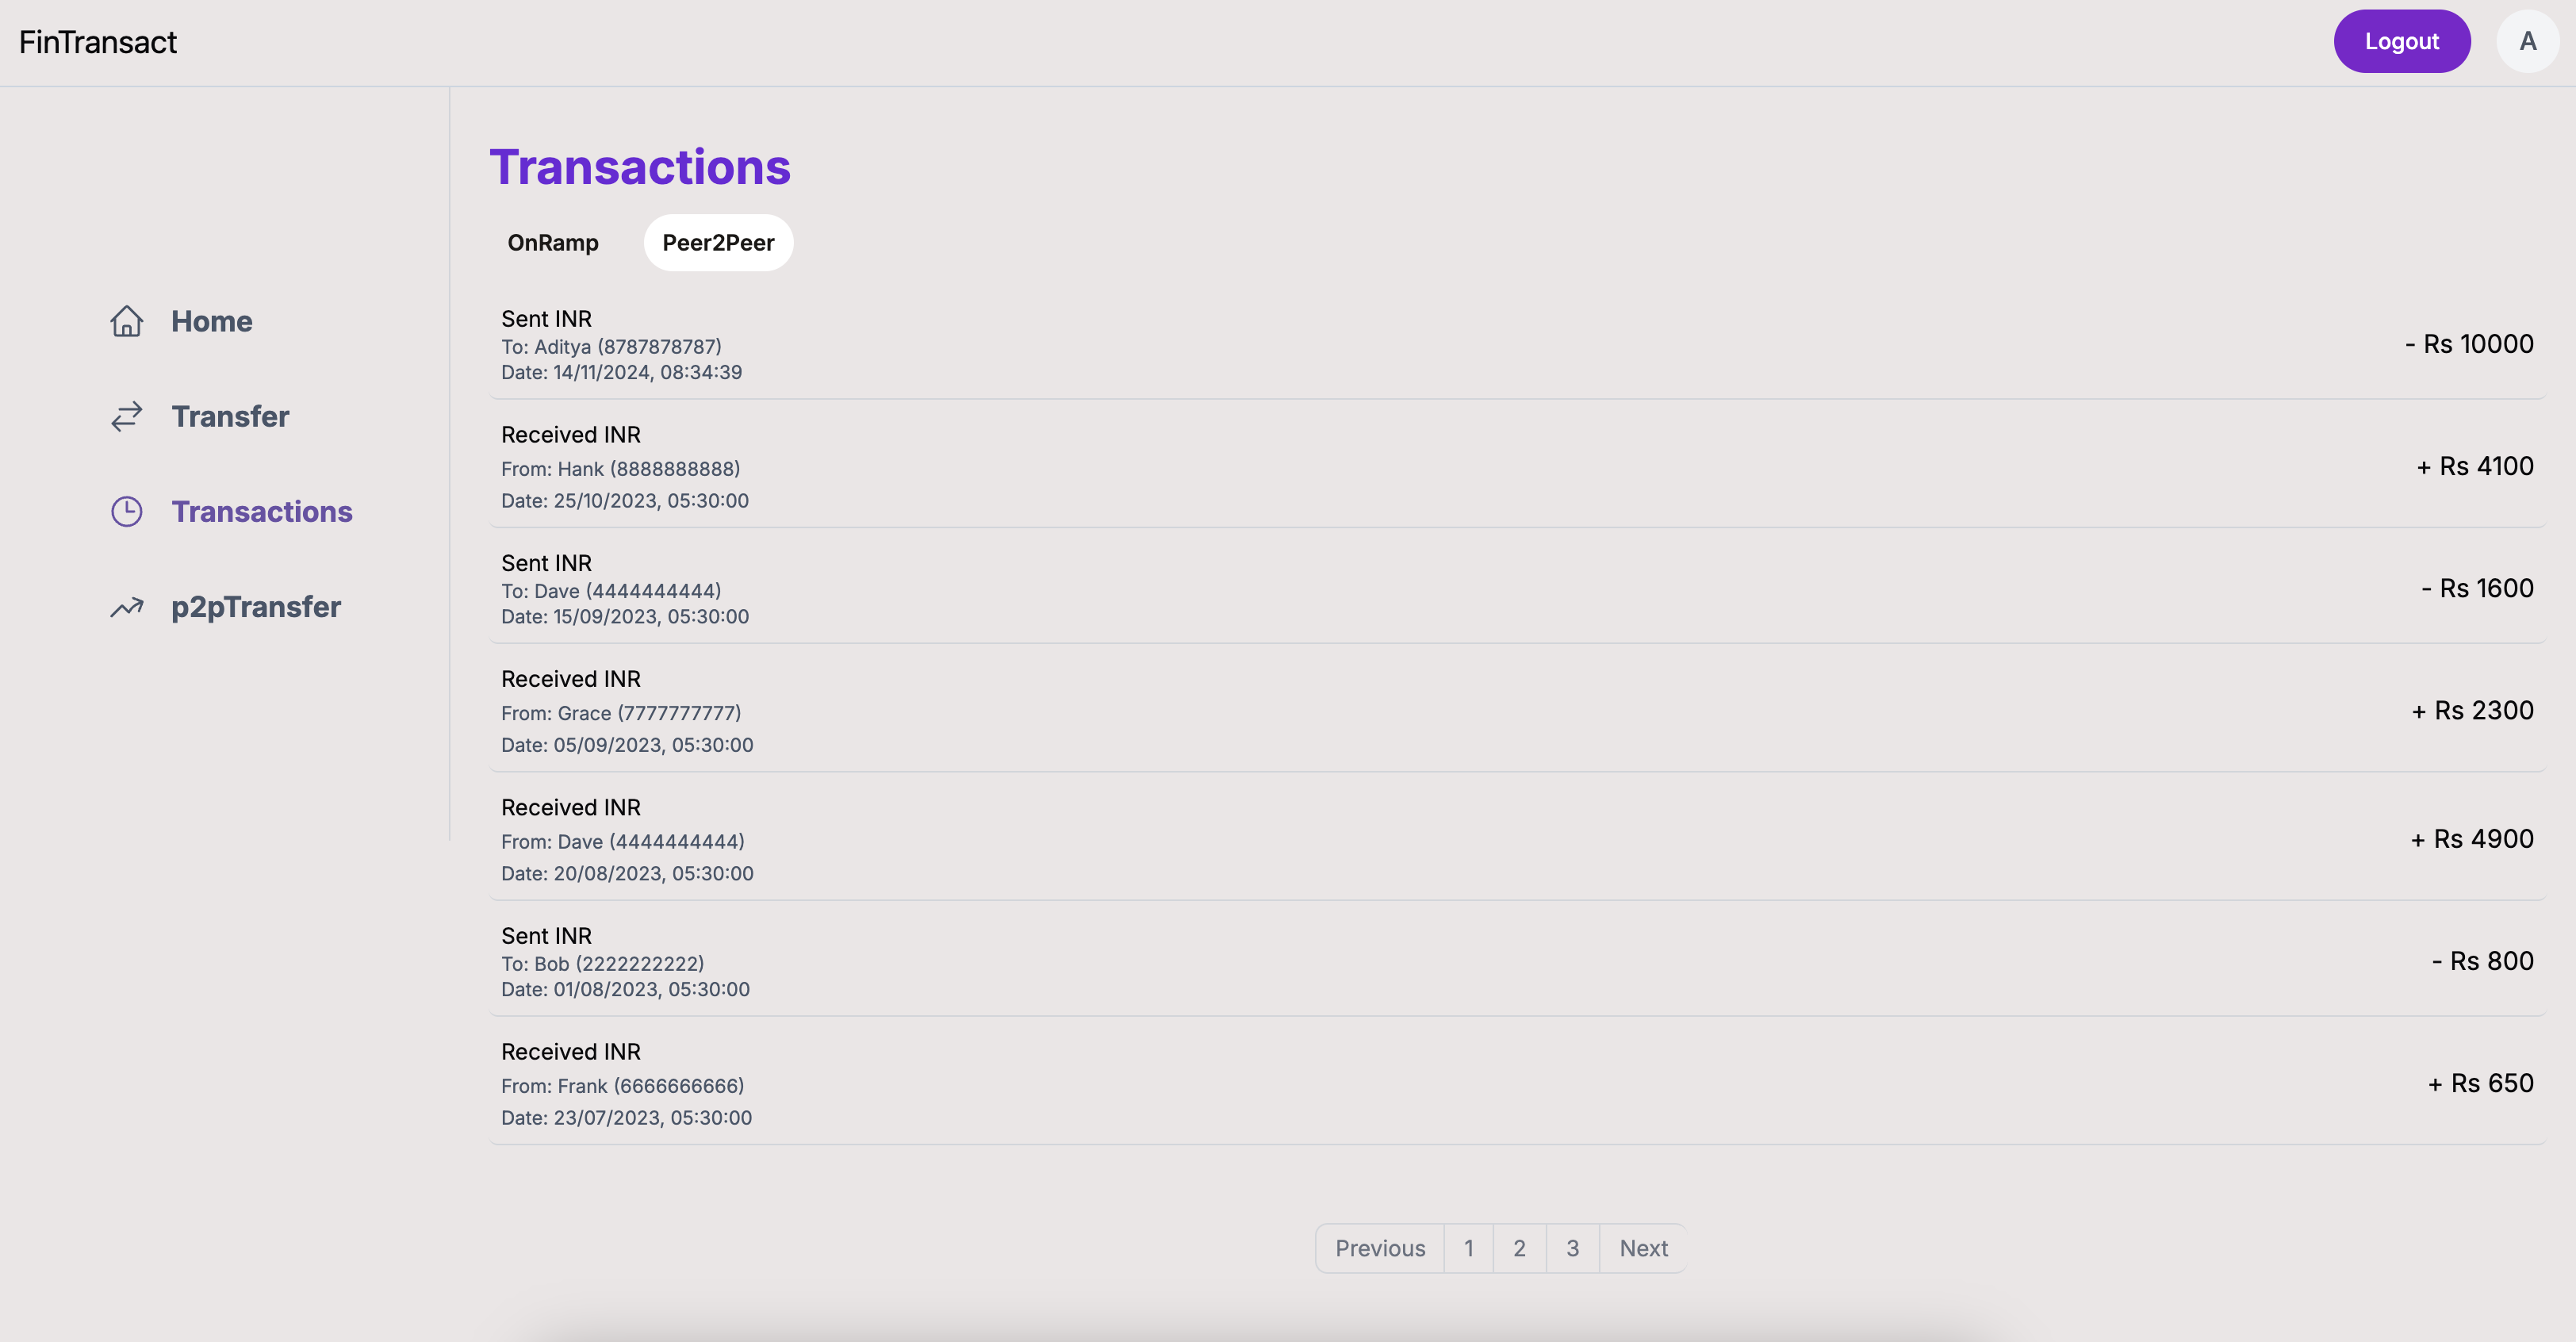 FinTransact
Logout
A
Home
Transfer
Transactions
p2pTransfer
Transactions
OnRamp
Peer2Peer
Sent INR
To: Aditya (8787878787)
Date: 14/11/2024, 08:34:39
- Rs 10000
Received INR
From: Hank (8888888888)
Date: 25/10/2023, 05:30:00
+ Rs 4100
Sent INR
To: Dave (4444444444)
Date: 15/09/2023, 05:30:00
- Rs 1600
Received INR
From: Grace (7777777777)
Date: 05/09/2023, 05:30:00
+ Rs 2300
Received INR
From: Dave (4444444444)
Date: 20/08/2023, 05:30:00
+ Rs 4900
Sent INR
To: Bob (2222222222)
Date: 01/08/2023, 05:30:00
- Rs 800
Received INR
From: Frank (6666666666)
Date: 23/07/2023, 05:30:00
+ Rs 650
Previous 1 2 3 Next